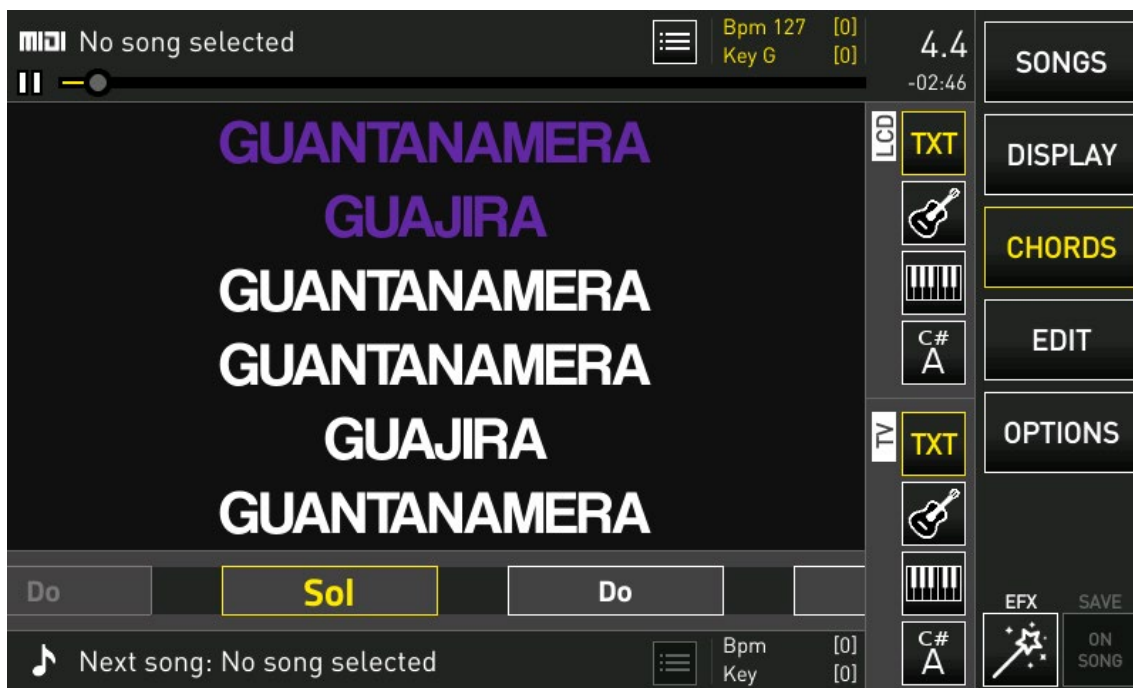 MIDI No song selected
Bpm 127 [0]
Key G [0]
4.4
-02:46
GUANTANAMERA
GUAJIRA
GUANTANAMERA
GUANTANAMERA
GUAJIRA
GUANTANAMERA
Do
Sol
Do
Next song: No song selected
Bpm [0]
Key [0]
LCD
TXT
C#
A
TV
TXT
C#
A
SONGS
DISPLAY
CHORDS
EDIT
OPTIONS
EFX
SAVE
ON
SONG